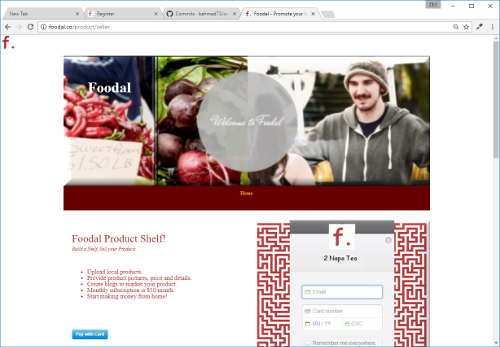 New Tab
Register
Foodal - Promote your
foodal.co/product/seller
f.
Foodal
$1.50 LB
Welcome to Foodal
Home
Foodal Product Shelf!
Build a Shelf. Sell your Products.
Upload local products
Provide product pictures, price and details.
Create blogs to market your product.
Monthly subscription is $50/month.
Start making money from home!
Pay with Card
f.
2 Napa Tea
Email
Card number
MM / YY
CVC
Remember me everywhere